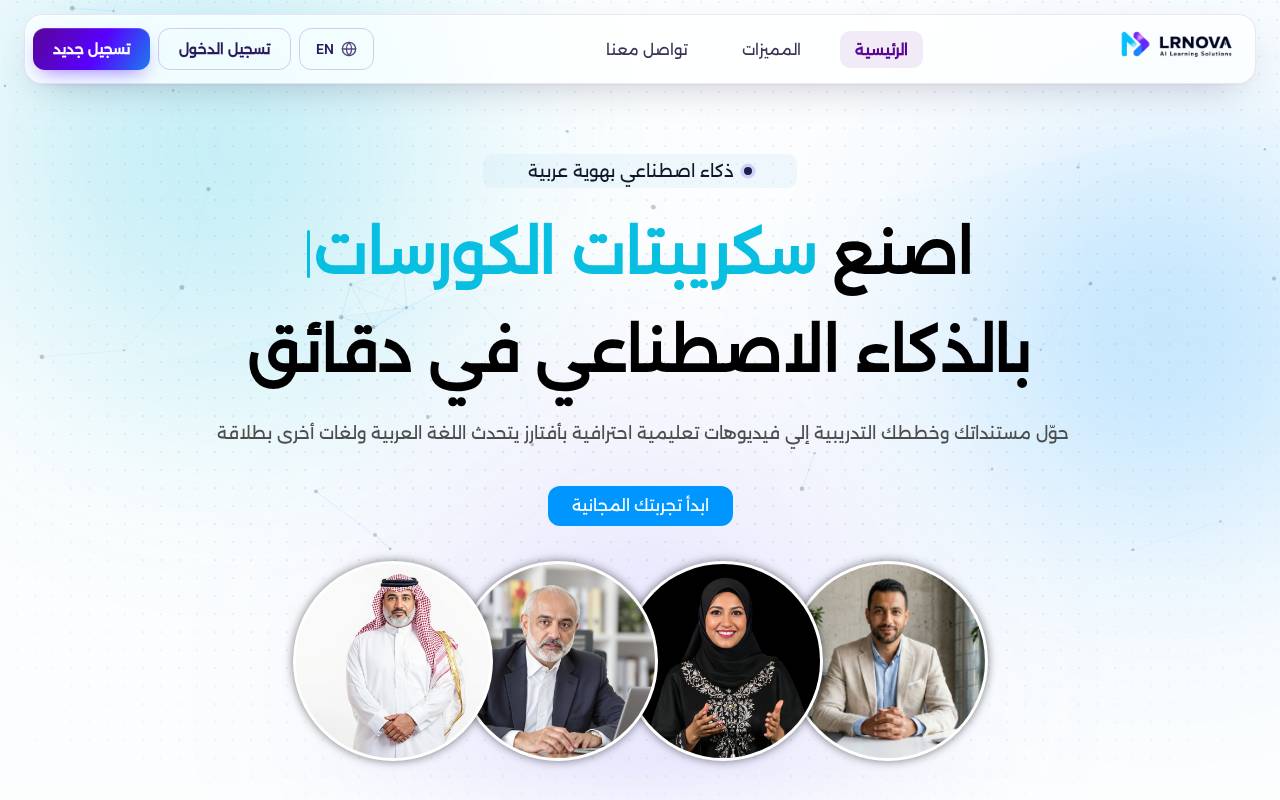 LRNOVA
AI Learning Solutions
الرئيسية
المميزات
تواصل معنا
EN
تسجيل الدخول
تسجيل جديد
ذكاء اصطناعي بهوية عربية
اصنع سكريبتات الكورسات
بالذكاء الاصطناعي في دقائق
حوّل مستنداتك وخططك التدريبية إلي فيديوهات تعليمية احترافية بأفتارز يتحدث اللغة العربية ولغات أخرى بطلاقة
ابدأ تجربتك المجانية